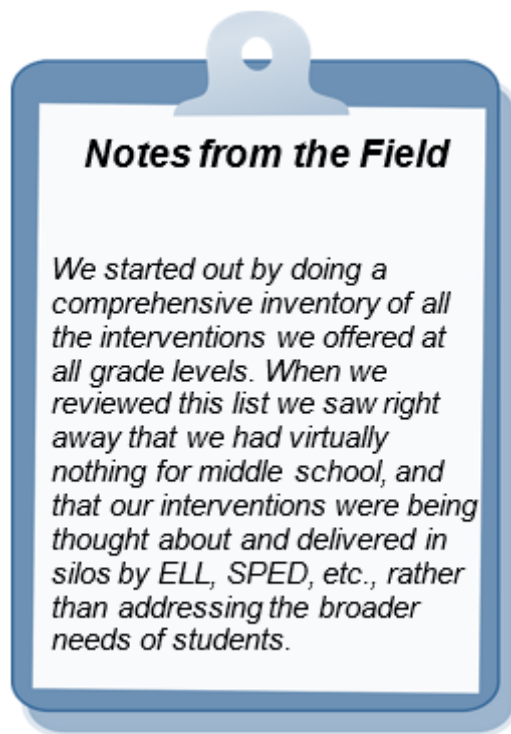 Notes from the Field
We started out by doing a
comprehensive inventory of all
the interventions we offered at
all grade levels. When we
reviewed this list we saw right
away that we had virtually
nothing for middle school, and
that our interventions were being
thought about and delivered in
silos by ELL, SPED, etc., rather
than addressing the broader
needs of students.